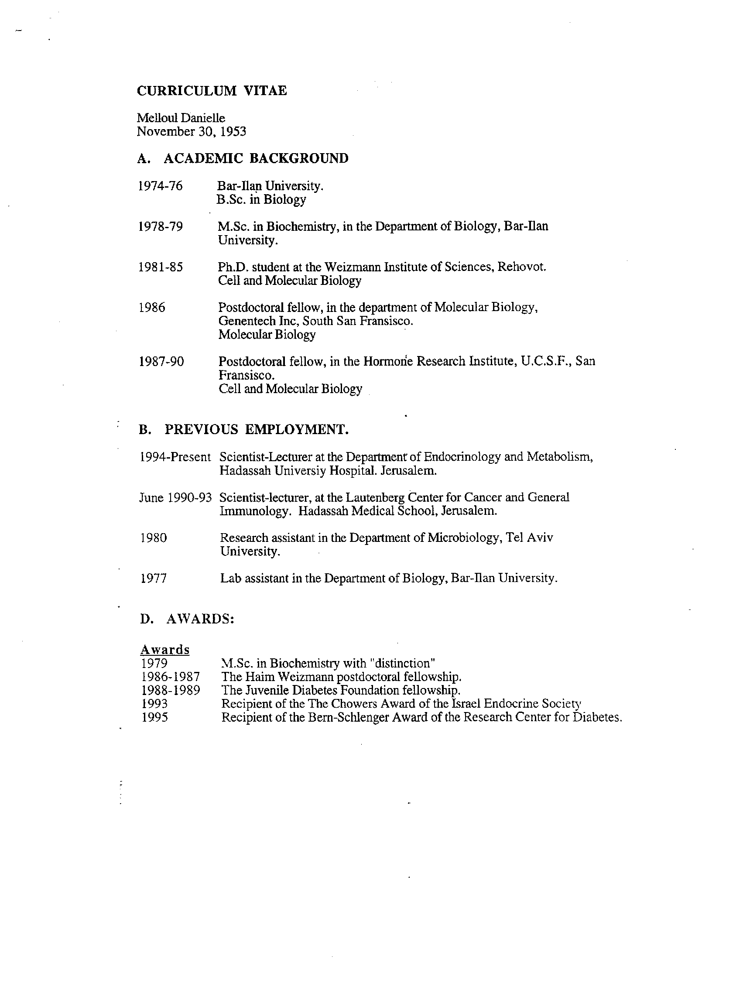 CURRICULUM VITAE
Melloul Danielle
November 30, 1953
A. ACADEMIC BACKGROUND
1974-76 Bar-Ilan University.
B.Sc. in Biology
1978-79 M.Sc. in Biochemistry, in the Department of Biology, Bar-Ilan
University.
1981-85 Ph.D. student at the Weizmann Institute of Sciences, Rehovot.
Cell and Molecular Biology
1986 Postdoctoral fellow, in the department of Molecular Biology,
Genentech Inc, South San Fransisco.
Molecular Biology
1987-90 Postdoctoral fellow, in the Hormone Research Institute, U.C.S.F., San
Fransisco.
Cell and Molecular Biology
B. PREVIOUS EMPLOYMENT.
1994-Present Scientist-Lecturer at the Department of Endocrinology and Metabolism,
Hadassah Universiy Hospital. Jerusalem.
June 1990-93 Scientist-lecturer, at the Lautenberg Center for Cancer and General
Immunology. Hadassah Medical School, Jerusalem.
1980 Research assistant in the Department of Microbiology, Tel Aviv
University.
1977 Lab assistant in the Department of Biology, Bar-Ilan University.
D. AWARDS:
Awards
1979 M.Sc. in Biochemistry with "distinction"
1986-1987 The Haim Weizmann postdoctoral fellowship.
1988-1989 The Juvenile Diabetes Foundation fellowship.
1993 Recipient of the The Chowers Award of the Israel Endocrine Society
1995 Recipient of the Bern-Schlenger Award of the Research Center for Diabetes.